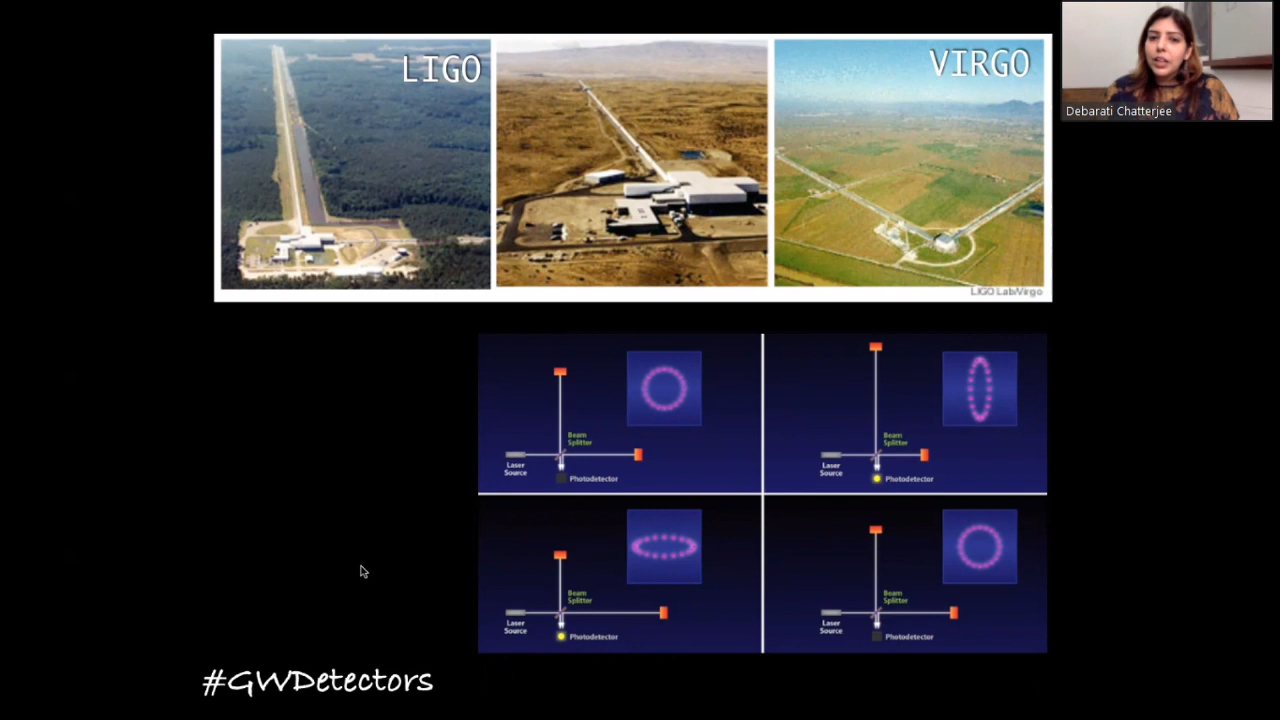 LIGO
VIRGO
Debarati Chatterjee
LIGO Lab/Virgo
Beam
Splitter
Laser
Source
Photodetector
Beam
Splitter
Laser
Source
Photodetector
Beam
Splitter
Laser
Source
Photodetector
Beam
Splitter
Laser
Source
Photodetector
#GWDetectors